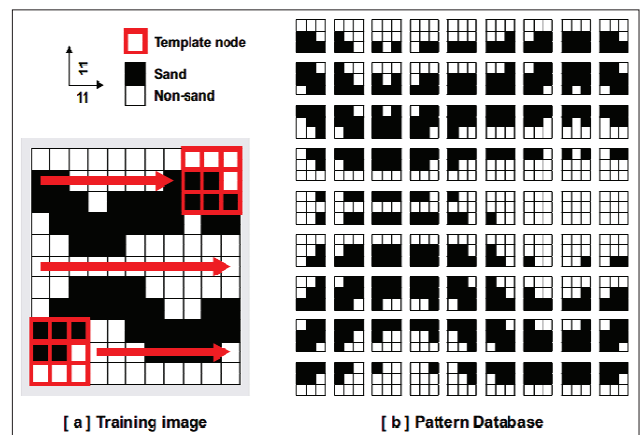 Template node
Sand
Non-sand
11
11
[ a ] Training image
[ b ] Pattern Database